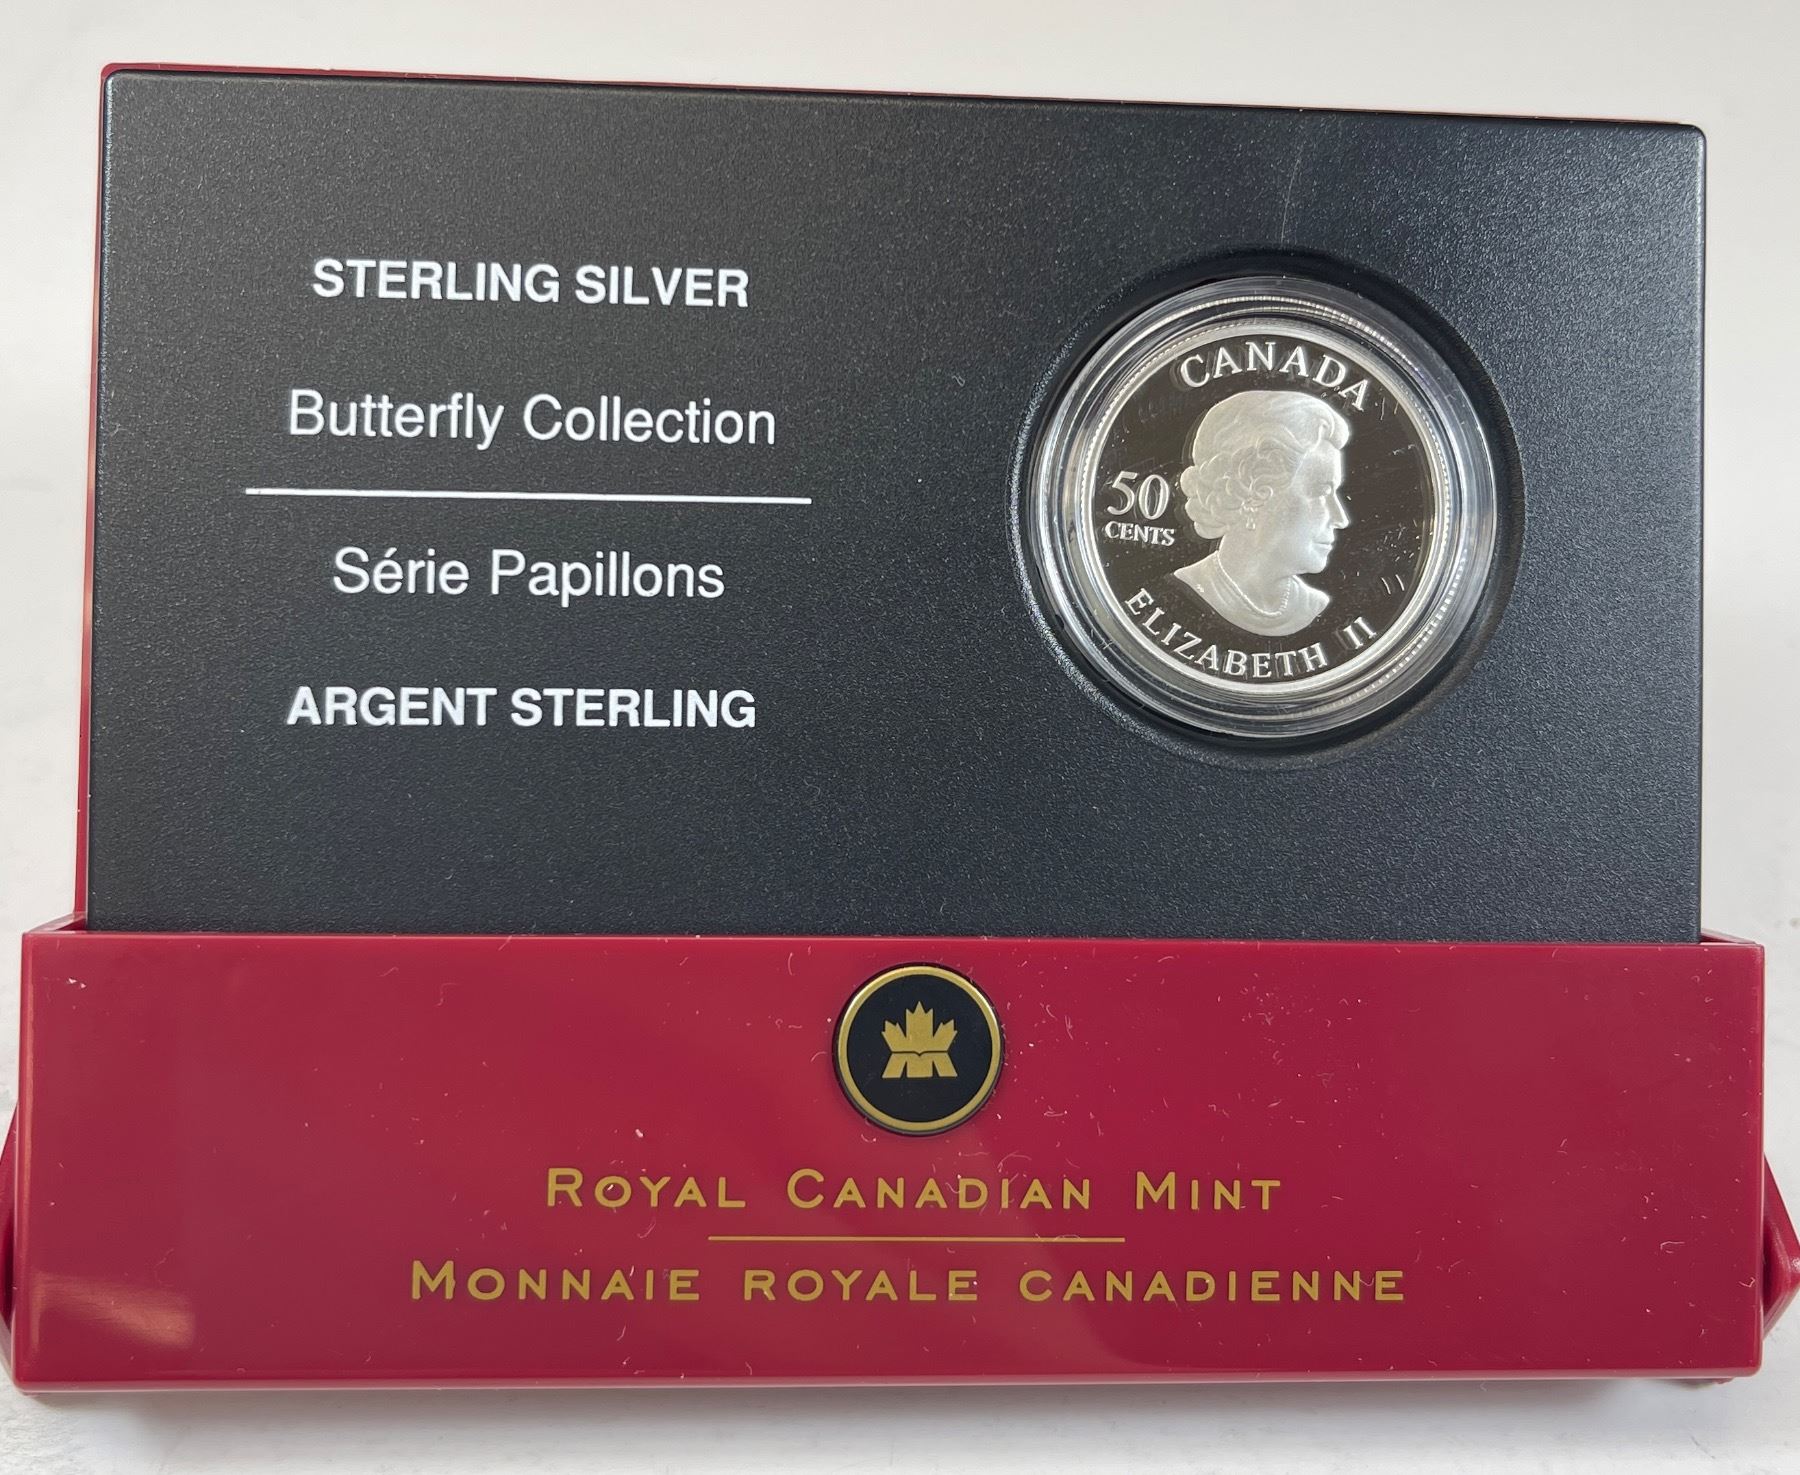 STERLING SILVER
Butterfly Collection
Série Papillons
ARGENT STERLING
CANADA
50
CENTS
ELIZABETH II
ROYAL CANADIAN MINT
MONNAIE ROYALE CANADIENNE